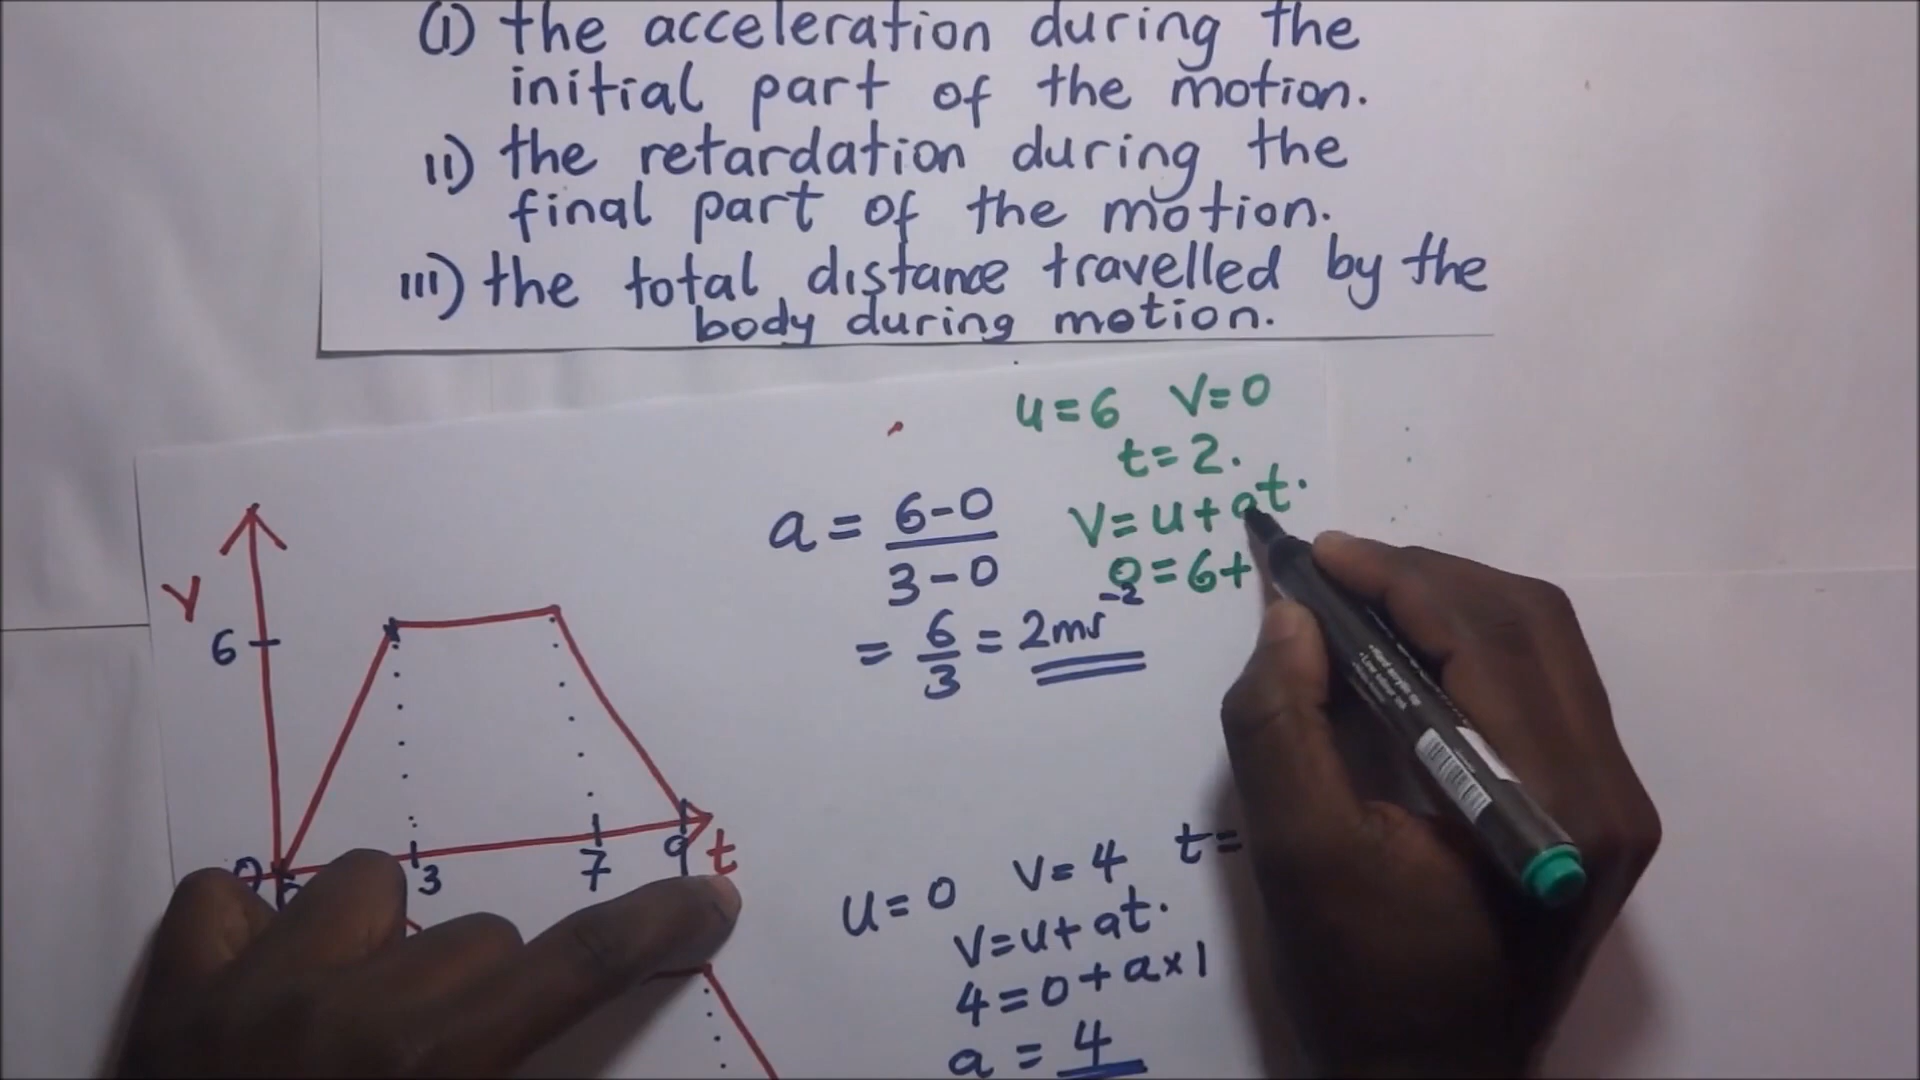 (i) the acceleration during the
initial part of the motion.
ii) the retardation during the
final part of the motion.
iii) the total distance travelled by the
body during motion.
u=6 V=0
t=2.
V=u+at.
0=6+
a = 6-0
3-0
= 6 = 2ms-2
3
V
6
0
3
7
9
t
u=0 V=4 t=
V=u+at.
4=0+a×1
a = 4